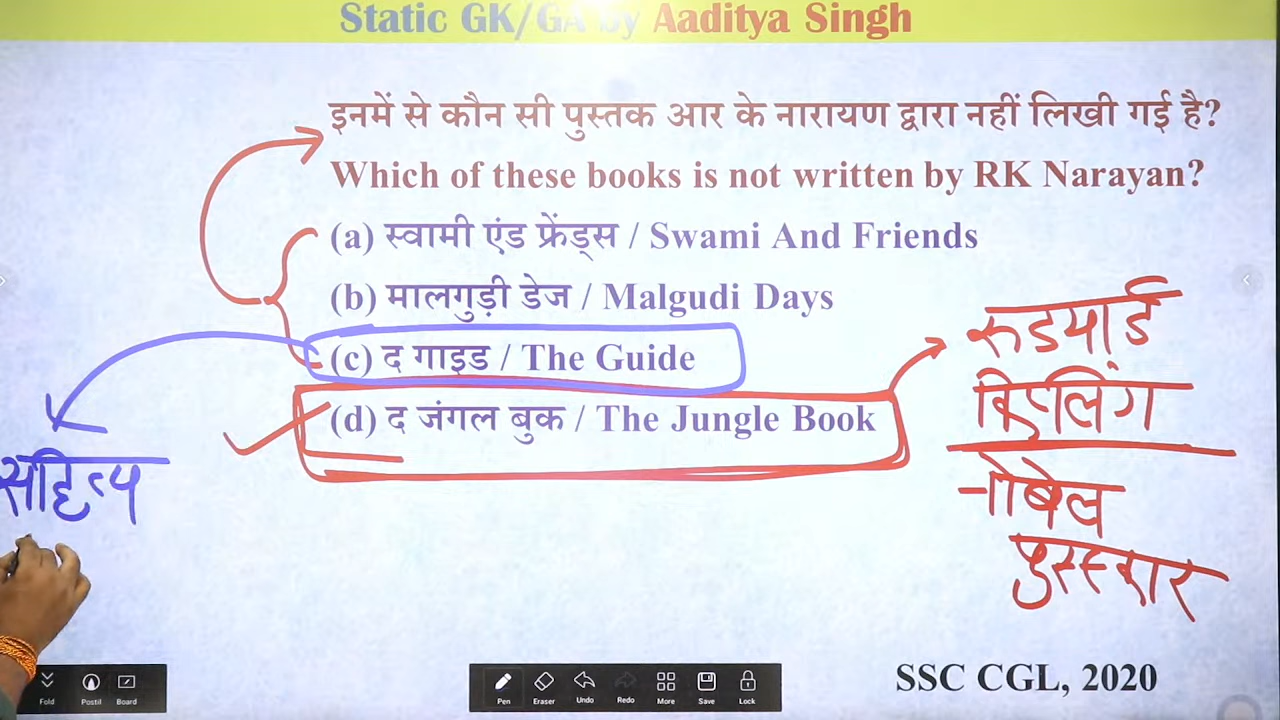 Static GK/GA by Aaditya Singh
इनमें से कौन सी पुस्तक आर के नारायण द्वारा नहीं लिखी गई है?
Which of these books is not written by RK Narayan?
(a) स्वामी एंड फ्रेंड्स / Swami And Friends
(b) मालगुड़ी डेज / Malgudi Days
(c) द गाइड / The Guide
(d) द जंगल बुक / The Jungle Book
रुडयार्ड
किपलिंग
नोबेल
पुरस्कार
सहित्य
SSC CGL, 2020
Fold Postil Board
Pen Eraser Undo Redo More Save Lock